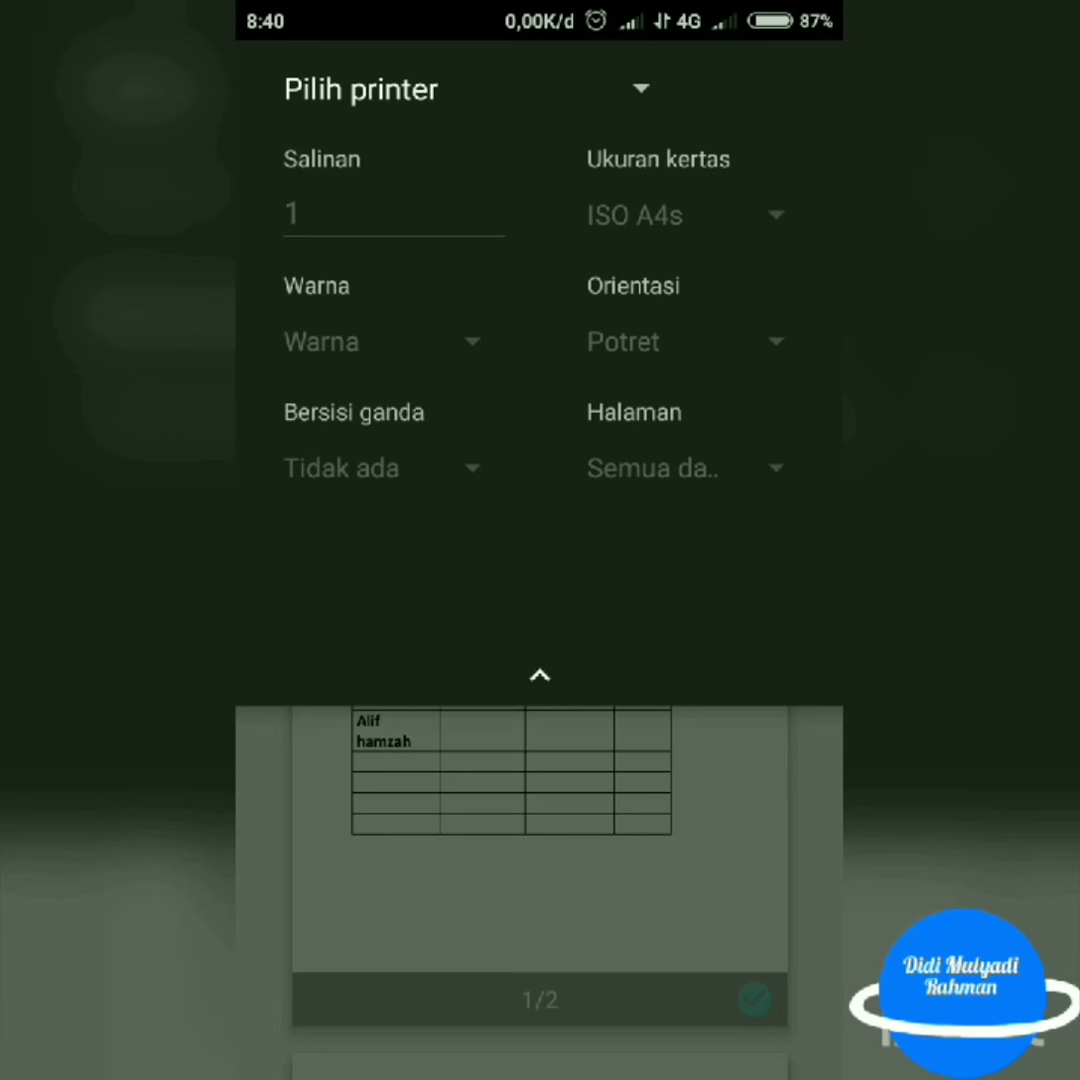 8:40 0,00K/d 4G 87%
Pilih printer
Salinan Ukuran kertas
1 ISO A4s
Warna Orientasi
Warna Potret
Bersisi ganda Halaman
Tidak ada Semua da..
Alif
hamzah
1/2
Didi Mulyadi
Rahman